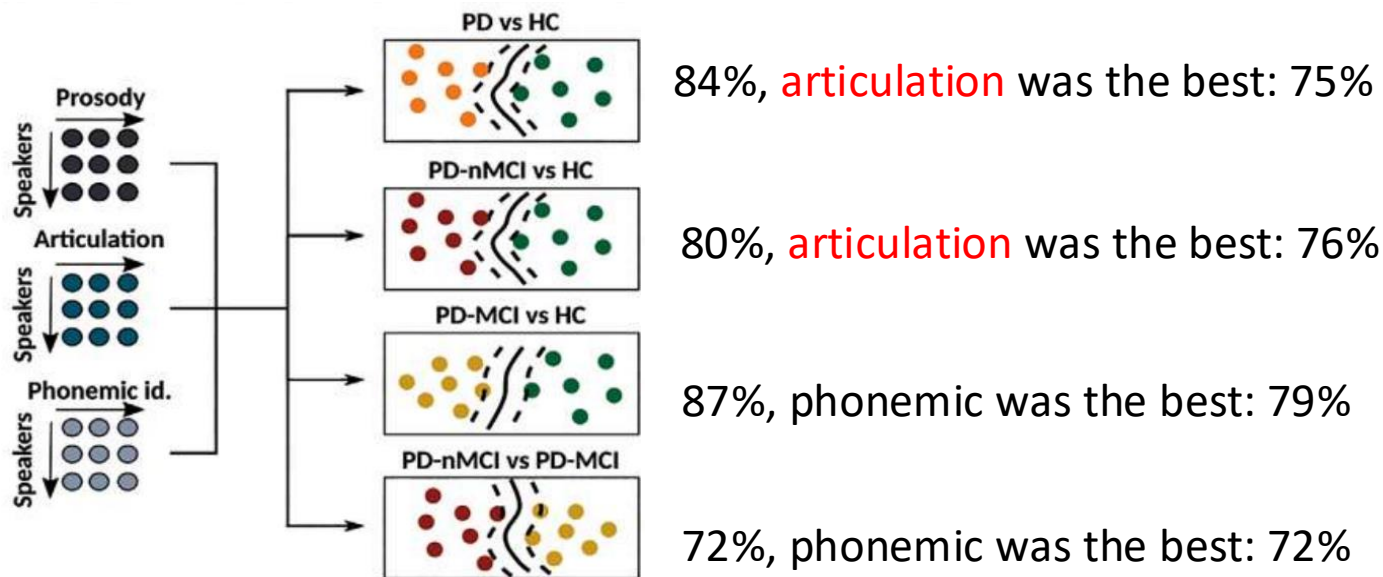 PD vs HC
84%, articulation was the best: 75%
Prosody
Speakers
PD-nMCI vs HC
80%, articulation was the best: 76%
Articulation
Speakers
PD-MCI vs HC
87%, phonemic was the best: 79%
Phonemic id.
Speakers
PD-nMCI vs PD-MCI
72%, phonemic was the best: 72%